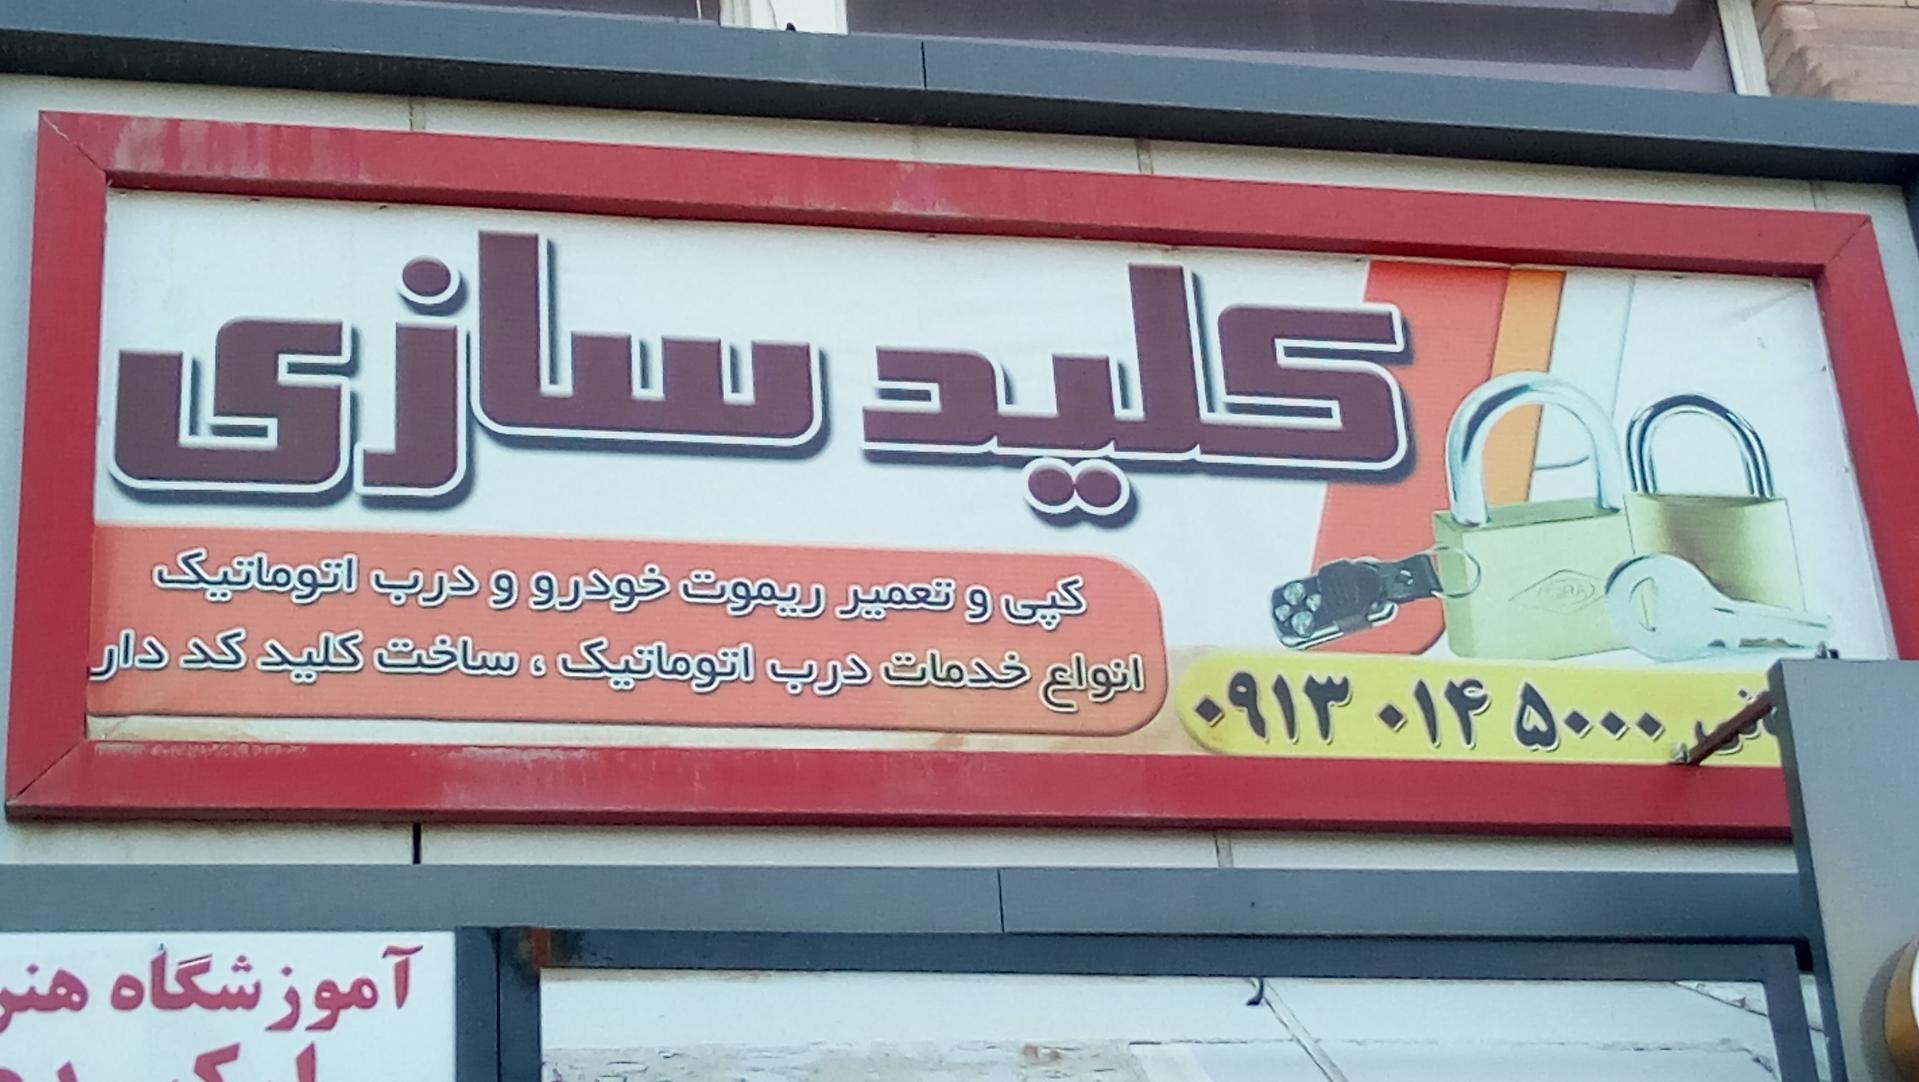 کلید سازی
کپی و تعمیر ریموت خودرو و درب اتوماتیک
انواع خدمات درب اتوماتیک ، ساخت کلید کد دار
۰۹۱۳ ۰۱۴ ۵۰۰۰
آموزشگاه هنر